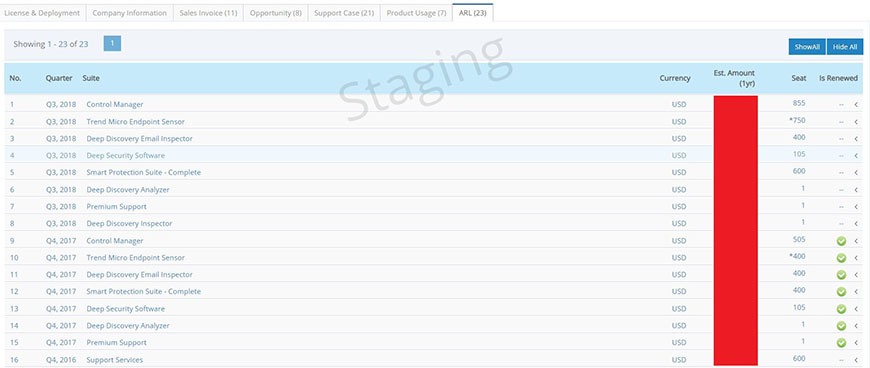 License & Deployment Company Information Sales Invoice (11) Opportunity (8) Support Case (21) Product Usage (7) ARL (23)
Showing 1 - 23 of 23 1 ShowAll Hide All
Staging
No. Quarter Suite Currency Est. Amount (1yr) Seat Is Renewed
1 Q3, 2018 Control Manager USD 855 -- <
2 Q3, 2018 Trend Micro Endpoint Sensor USD *750 -- <
3 Q3, 2018 Deep Discovery Email Inspector USD 400 -- <
4 Q3, 2018 Deep Security Software USD 105 -- <
5 Q3, 2018 Smart Protection Suite - Complete USD 600 -- <
6 Q3, 2018 Deep Discovery Analyzer USD 1 -- <
7 Q3, 2018 Premium Support USD 1 -- <
8 Q3, 2018 Deep Discovery Inspector USD 1 -- <
9 Q4, 2017 Control Manager USD 505 <
10 Q4, 2017 Trend Micro Endpoint Sensor USD *400 <
11 Q4, 2017 Deep Discovery Email Inspector USD 400 <
12 Q4, 2017 Smart Protection Suite - Complete USD 400 <
13 Q4, 2017 Deep Security Software USD 105 <
14 Q4, 2017 Deep Discovery Analyzer USD 1 <
15 Q4, 2017 Premium Support USD 1 <
16 Q4, 2016 Support Services USD 600 -- <